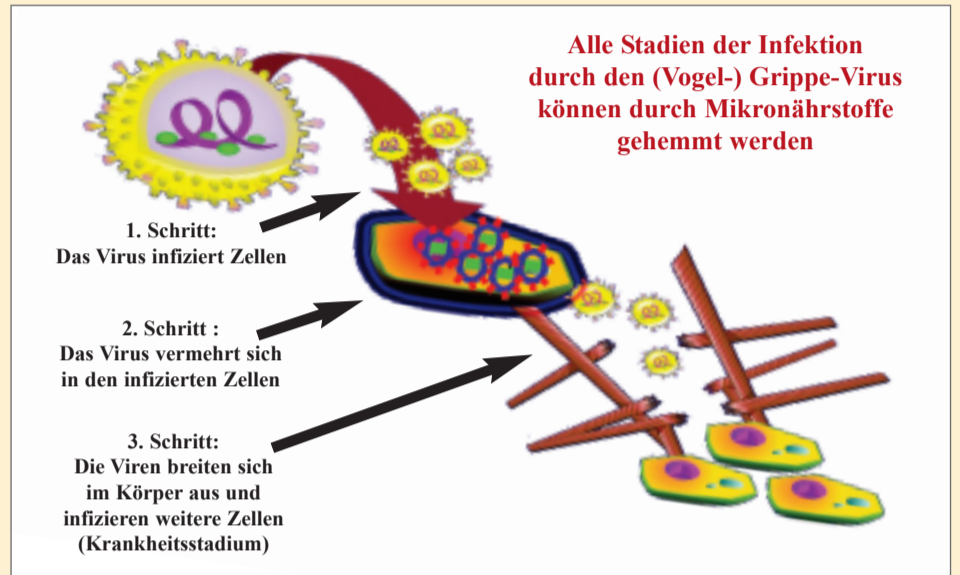 Alle Stadien der Infektion
durch den (Vogel-) Grippe-Virus
können durch Mikronährstoffe
gehemmt werden
1. Schritt:
Das Virus infiziert Zellen
2. Schritt :
Das Virus vermehrt sich
in den infizierten Zellen
3. Schritt:
Die Viren breiten sich
im Körper aus und
infizieren weitere Zellen
(Krankheitsstadium)